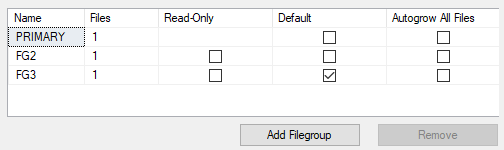 Name Files Read-Only Default Autogrow All Files
PRIMARY 1
FG2 1
FG3 1
Add Filegroup Remove